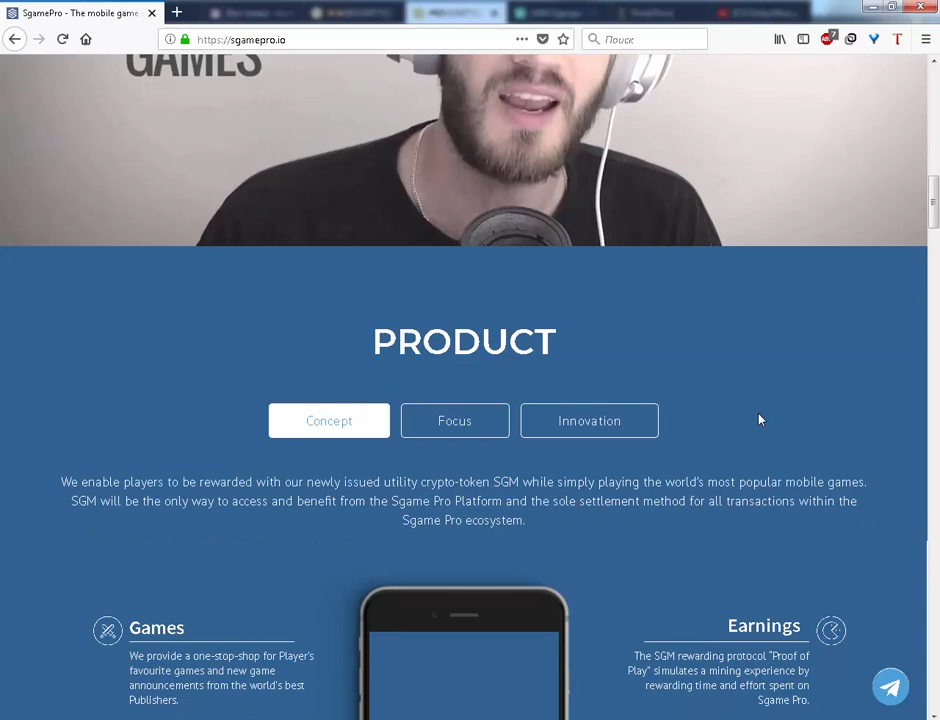 SgamePro - The mobile game
https://sgamepro.io
Поиск
7
GAMES
PRODUCT
Concept
Focus
Innovation
We enable players to be rewarded with our newly issued utility crypto-token SGM while simply playing the world's most popular mobile games.
SGM will be the only way to access and benefit from the Sgame Pro Platform and the sole settlement method for all transactions within the
Sgame Pro ecosystem.
Games
We provide a one-stop-shop for Player's
favourite games and new game
announcements from the world's best
Publishers.
Earnings
The SGM rewarding protocol "Proof of
Play" simulates a mining experience by
rewarding time and effort spent on
Sgame Pro.